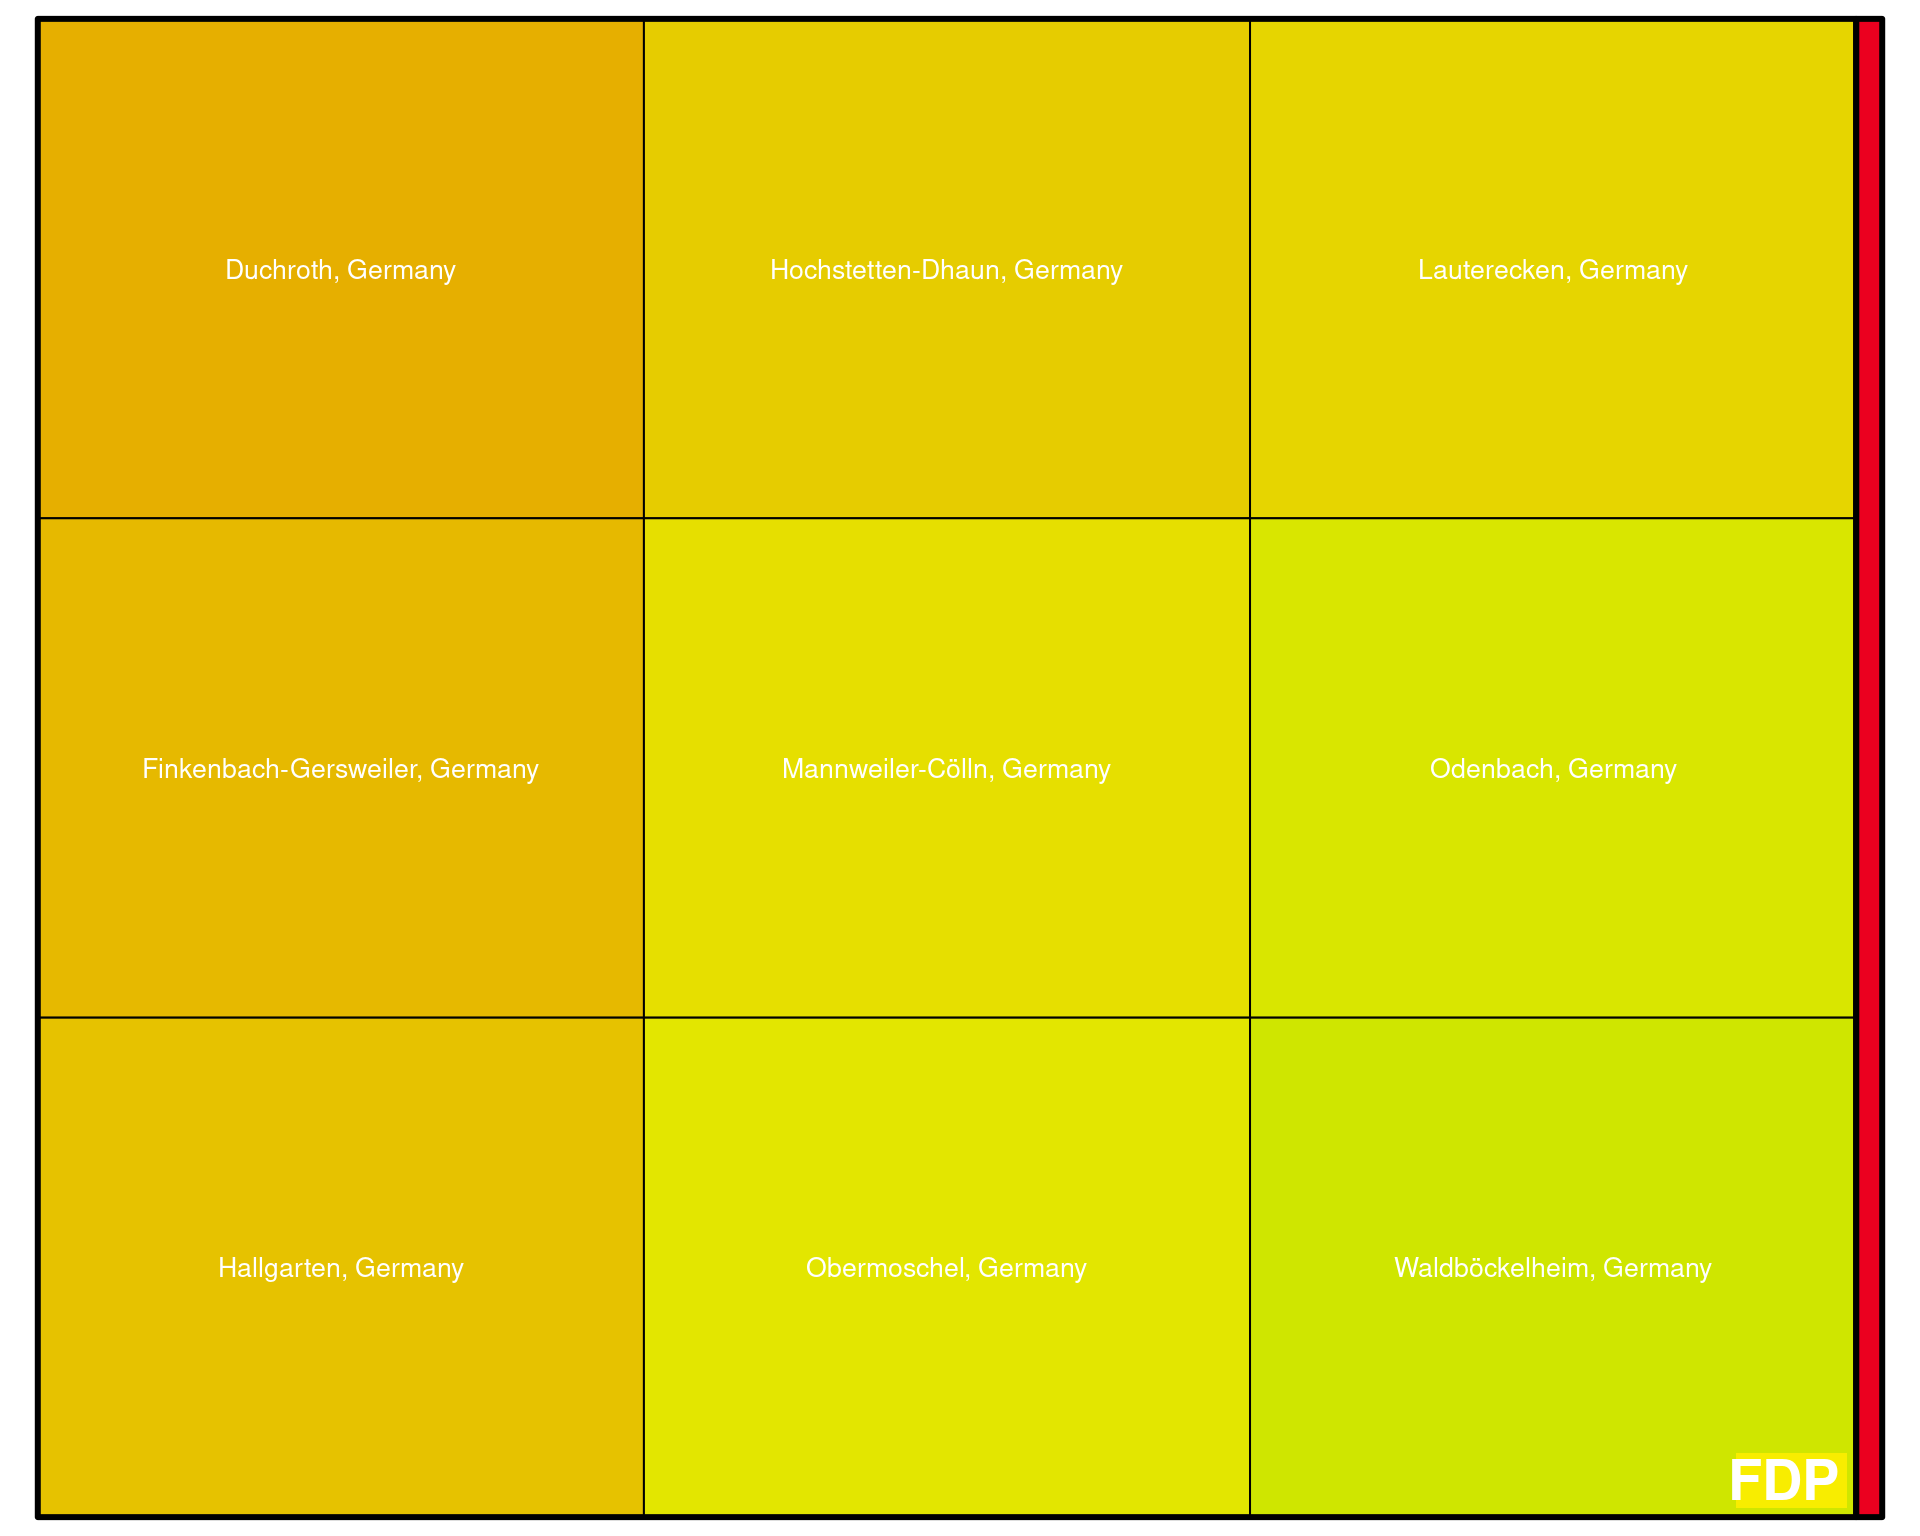 Duchroth, Germany
Hochstetten-Dhaun, Germany
Lauterecken, Germany
Finkenbach-Gersweiler, Germany
Mannweiler-Cölln, Germany
Odenbach, Germany
Hallgarten, Germany
Obermoschel, Germany
Waldböckelheim, Germany
FDP